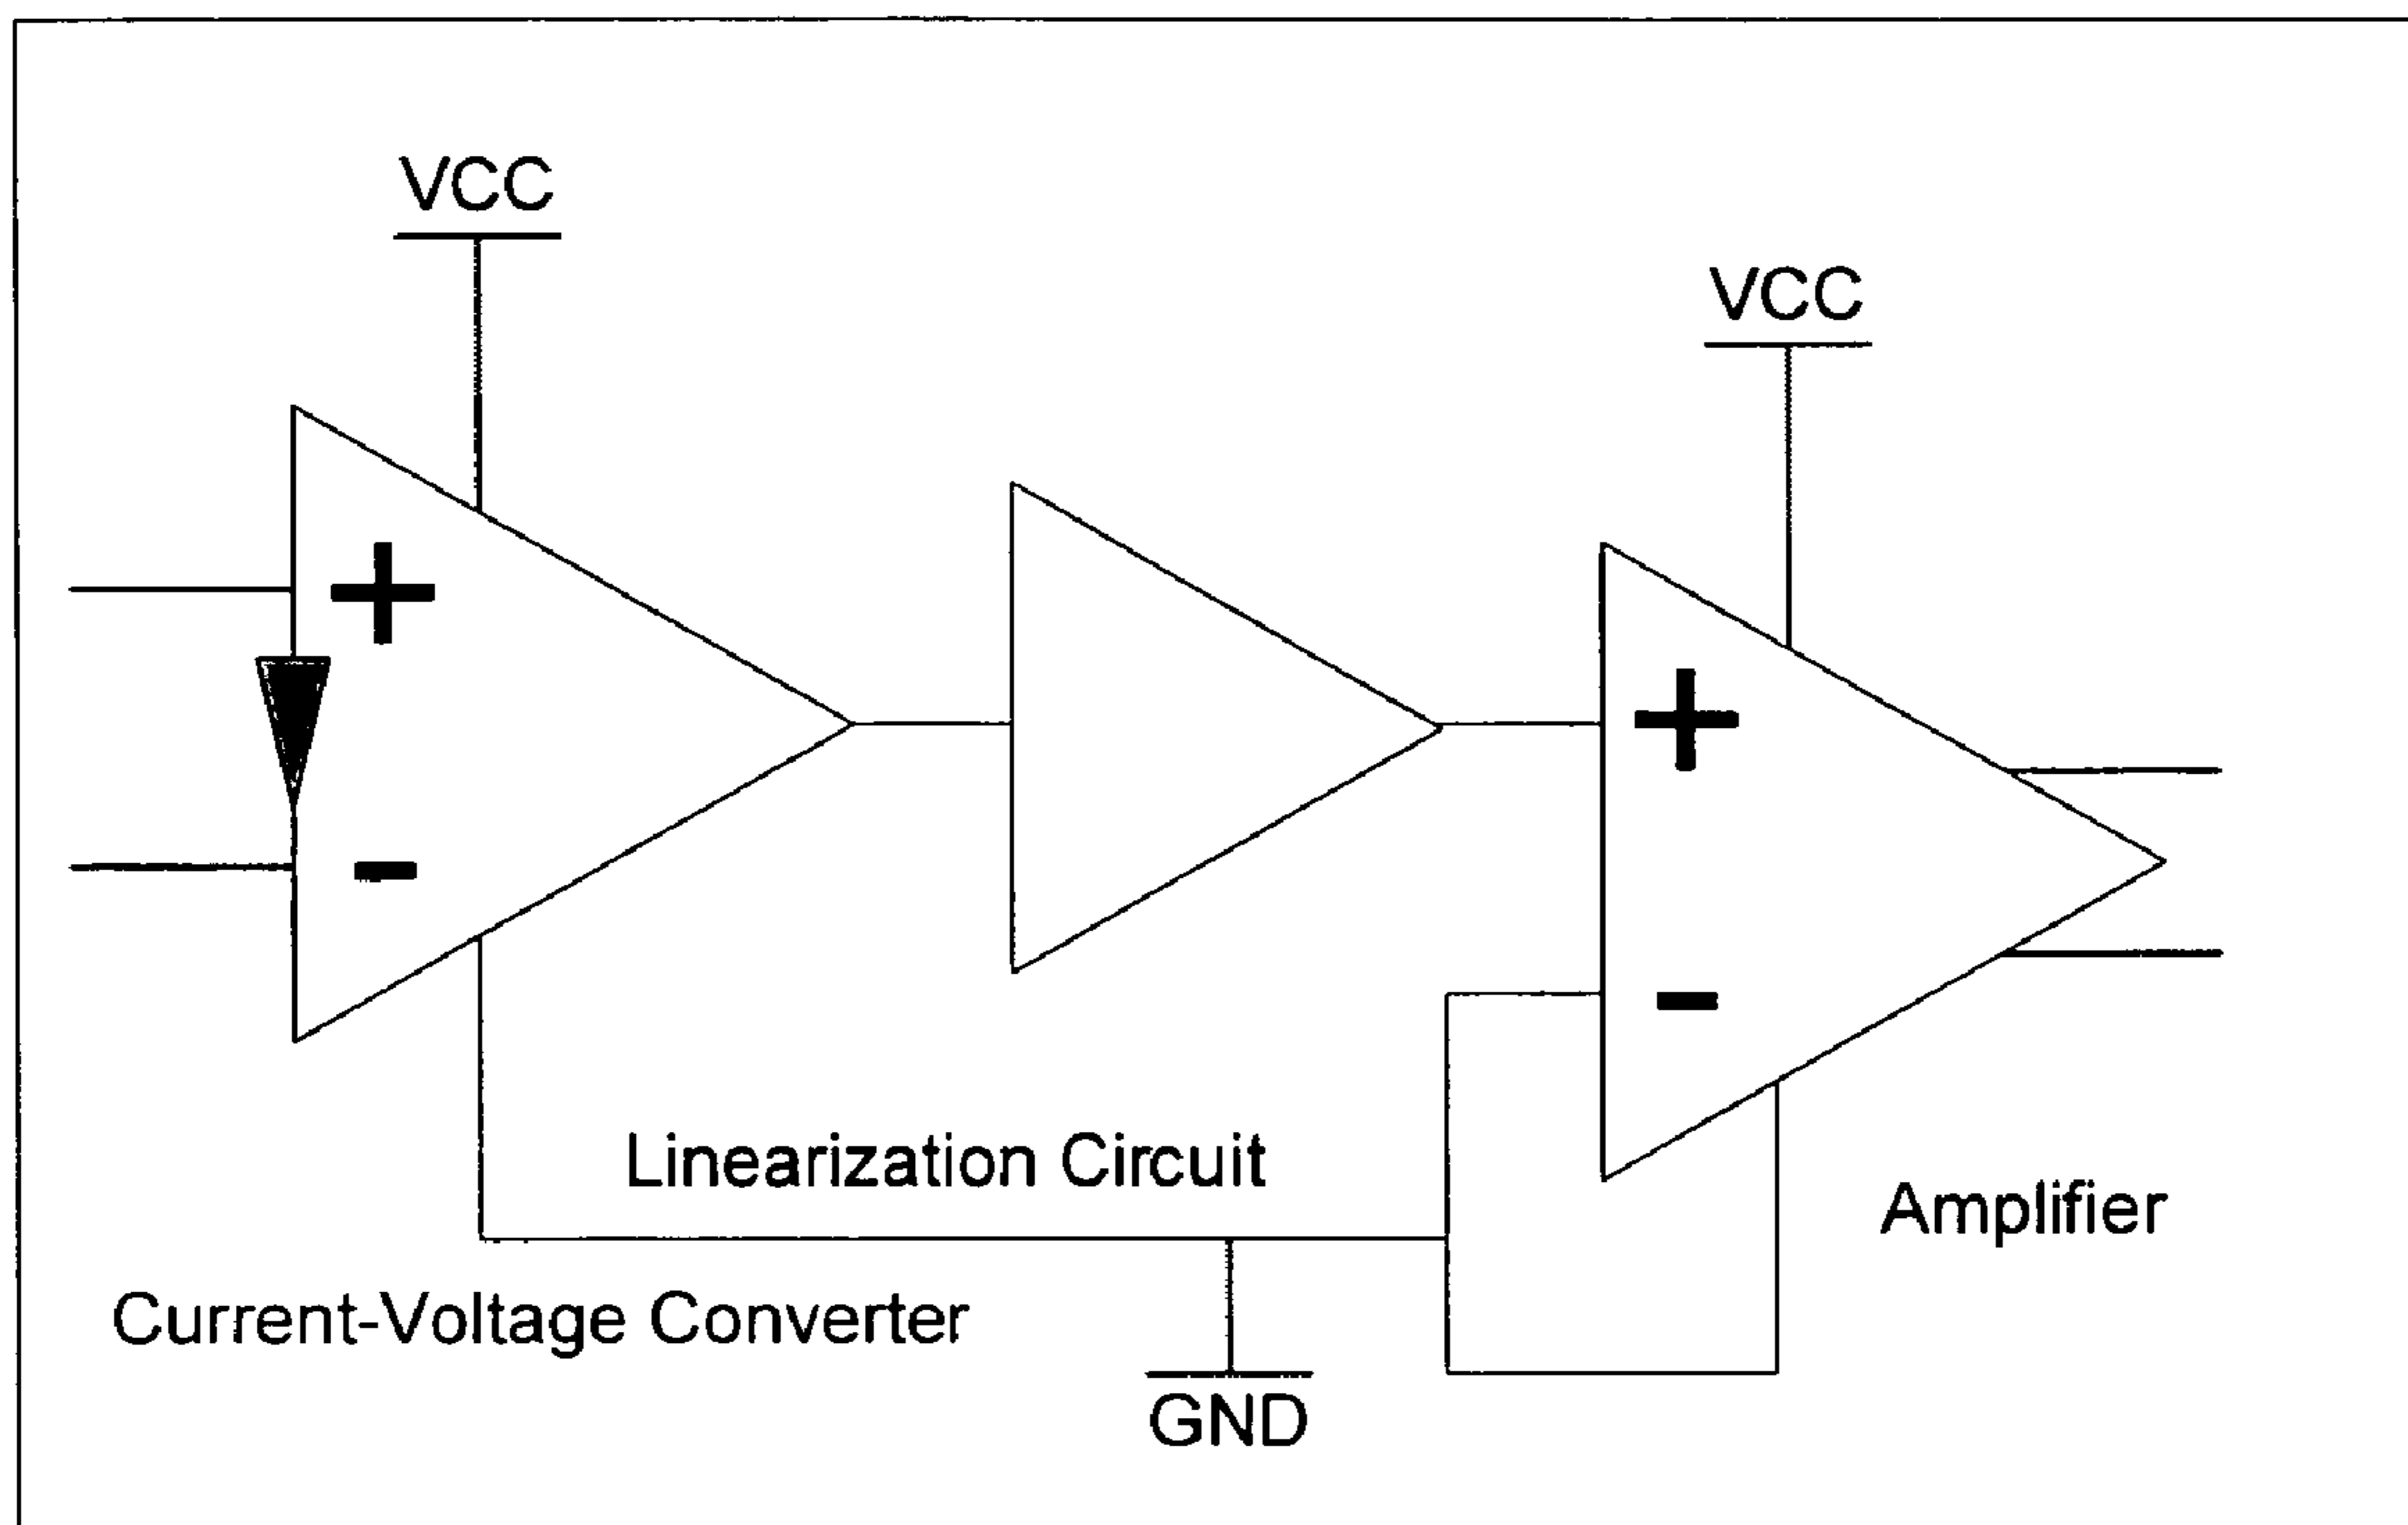 VCC
VCC
+
+
-
-
Linearization Circuit
Amplifier
Current-Voltage Converter
GND